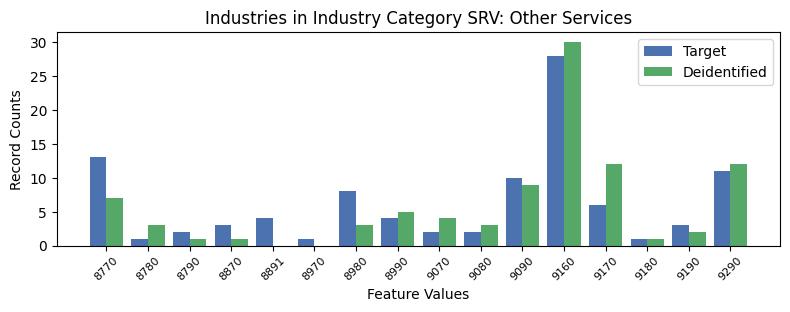 Industries in Industry Category SRV: Other Services
Record Counts
30
25
20
15
10
5
0
Target
Deidentified
8770 8780 8790 8870 8891 8970 8980 8990 9070 9080 9090 9160 9170 9180 9190 9290
Feature Values